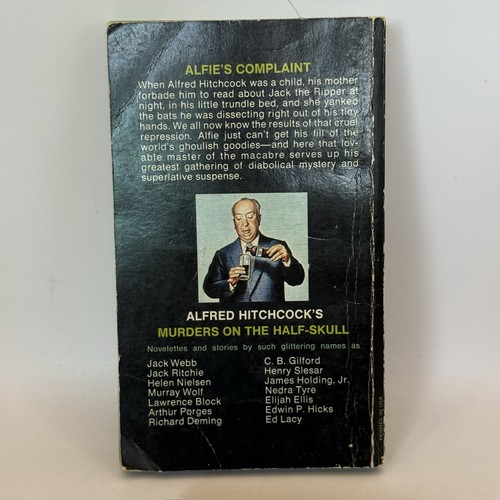 ALFIE'S COMPLAINT
When Alfred Hitchcock was a child, his mother
forbade him to read about Jack the Ripper at
night, in his little trundle bed, and she yanked
the bats he was dissecting right out of his tiny
hands. We all now know the results of that cruel
repression. Alfie just can't get his fill of the
world's ghoulish goodies—and here that lov-
able master of the macabre serves up his
greatest gathering of diabolical mystery and
superlative suspense.
ALFRED HITCHCOCK'S
MURDERS ON THE HALF-SKULL
Novelettes and stories by such glittering names as
Jack Webb
Jack Ritchie
Helen Nielsen
Murray Wolf
Lawrence Block
Arthur Porges
Richard Deming
C. B. Gilford
Henry Slesar
James Holding, Jr.
Nedra Tyre
Elijah Ellis
Edwin P. Hicks
Ed Lacy
PRINTED IN USA